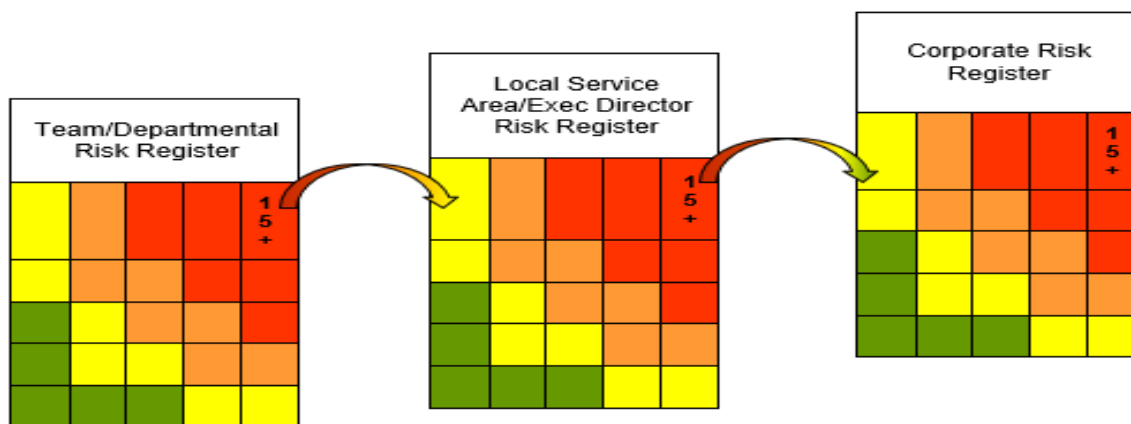 Team/Departmental
Risk Register
1
5
+
Local Service
Area/Exec Director
Risk Register
1
5
+
Corporate Risk
Register
1
5
+